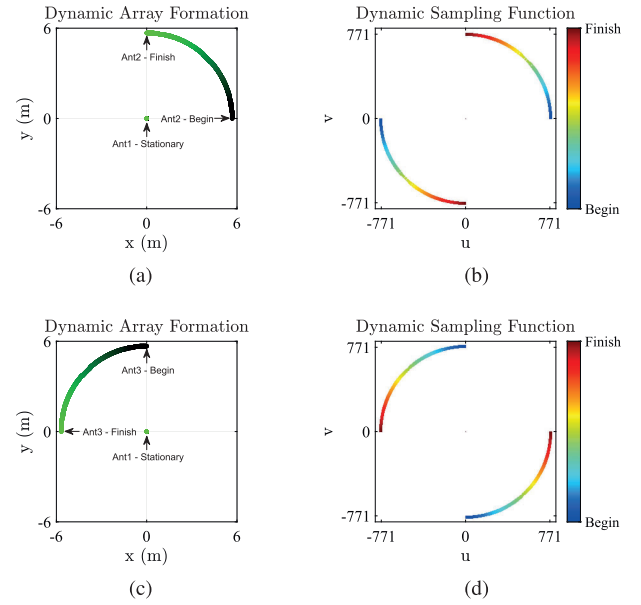 Dynamic Array Formation
6
Ant2 - Finish
y (m)
0
Ant2 - Begin
Ant1 - Stationary
-6
-6
0
6
x (m)
(a)
Dynamic Sampling Function
771
Finish
v
0
-771
Begin
-771
0
771
u
(b)
Dynamic Array Formation
6
Ant3 - Begin
y (m)
0
Ant3 - Finish
Ant1 - Stationary
-6
-6
0
6
x (m)
(c)
Dynamic Sampling Function
771
Finish
v
0
-771
Begin
-771
0
771
u
(d)